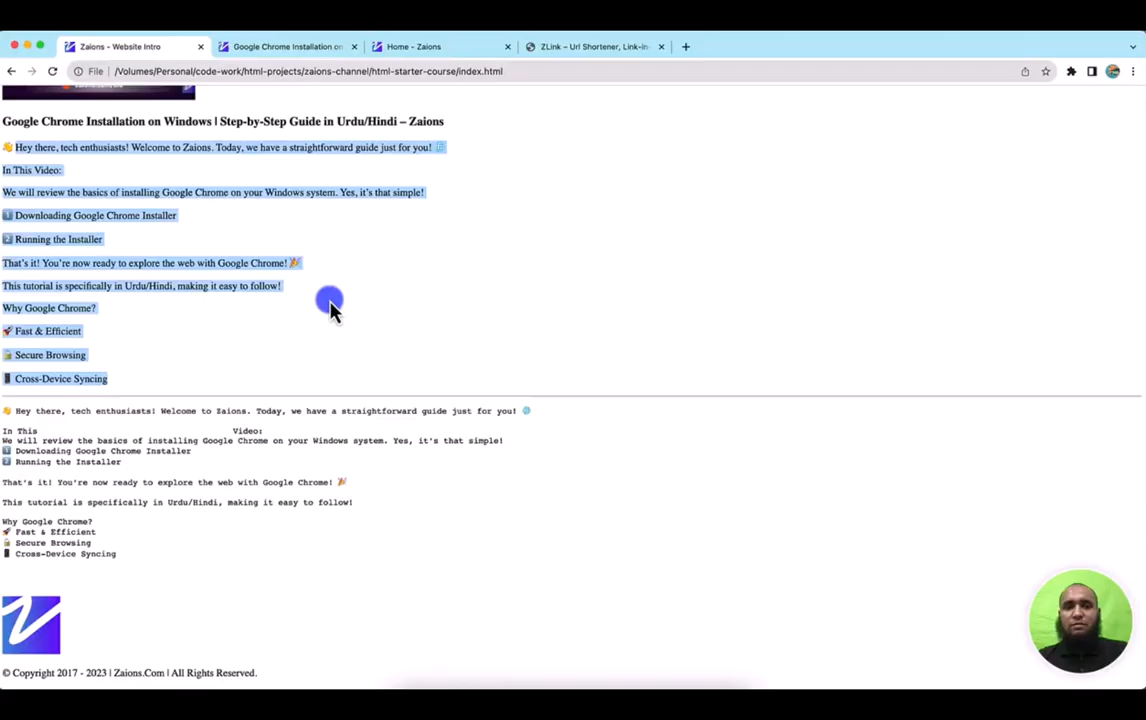 Zaions - Website Intro
Google Chrome Installation on
Home - Zaions
ZLink – Url Shortener, Link-in-
File
/Volumes/Personal/code-work/html-projects/zaions-channel/html-starter-course/index.html
Google Chrome Installation on Windows | Step-by-Step Guide in Urdu/Hindi – Zaions
👋 Hey there, tech enthusiasts! Welcome to Zaions. Today, we have a straightforward guide just for you! 🌐
In This Video:
We will review the basics of installing Google Chrome on your Windows system. Yes, it’s that simple!
1️⃣ Downloading Google Chrome Installer
2️⃣ Running the Installer
That’s it! You’re now ready to explore the web with Google Chrome! 🎉
This tutorial is specifically in Urdu/Hindi, making it easy to follow!
Why Google Chrome?
🚀 Fast & Efficient
🔒 Secure Browsing
📱 Cross-Device Syncing
👋 Hey there, tech enthusiasts! Welcome to Zaions. Today, we have a straightforward guide just for you! 🌐
In This Video:
We will review the basics of installing Google Chrome on your Windows system. Yes, it's that simple!
1️⃣ Downloading Google Chrome Installer
2️⃣ Running the Installer
That's it! You're now ready to explore the web with Google Chrome! 🎉
This tutorial is specifically in Urdu/Hindi, making it easy to follow!
Why Google Chrome?
🚀 Fast & Efficient
🔒 Secure Browsing
📱 Cross-Device Syncing
© Copyright 2017 - 2023 | Zaions.Com | All Rights Reserved.